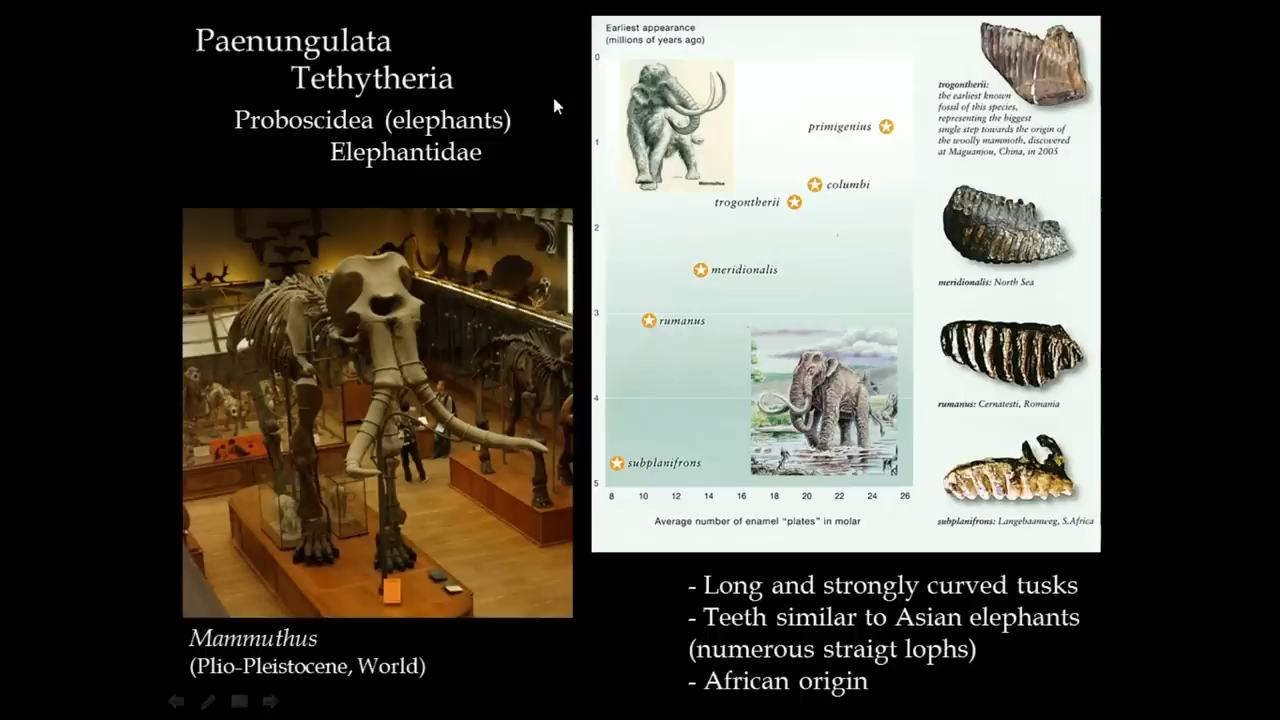 Paenungulata
Tethytheria
Proboscidea (elephants)
Elephantidae
Mammuthus
(Plio-Pleistocene, World)
Earliest appearance
(millions of years ago)
0
1
2
3
4
5
8 10 12 14 16 18 20 22 24 26
Average number of enamel "plates" in molar
Mammuthus
primigenius
columbi
trogontherii
meridionalis
rumanus
subplanifrons
trogontherii:
the earliest known
fossil of this species,
representing the biggest
single step towards the origin of
the woolly mammoth, discovered
at Maguanjou, China, in 2005
meridionalis: North Sea
rumanus: Cernatesti, Romania
subplanifrons: Langebaanweg, S.Africa
- Long and strongly curved tusks
- Teeth similar to Asian elephants
(numerous straigt lophs)
- African origin